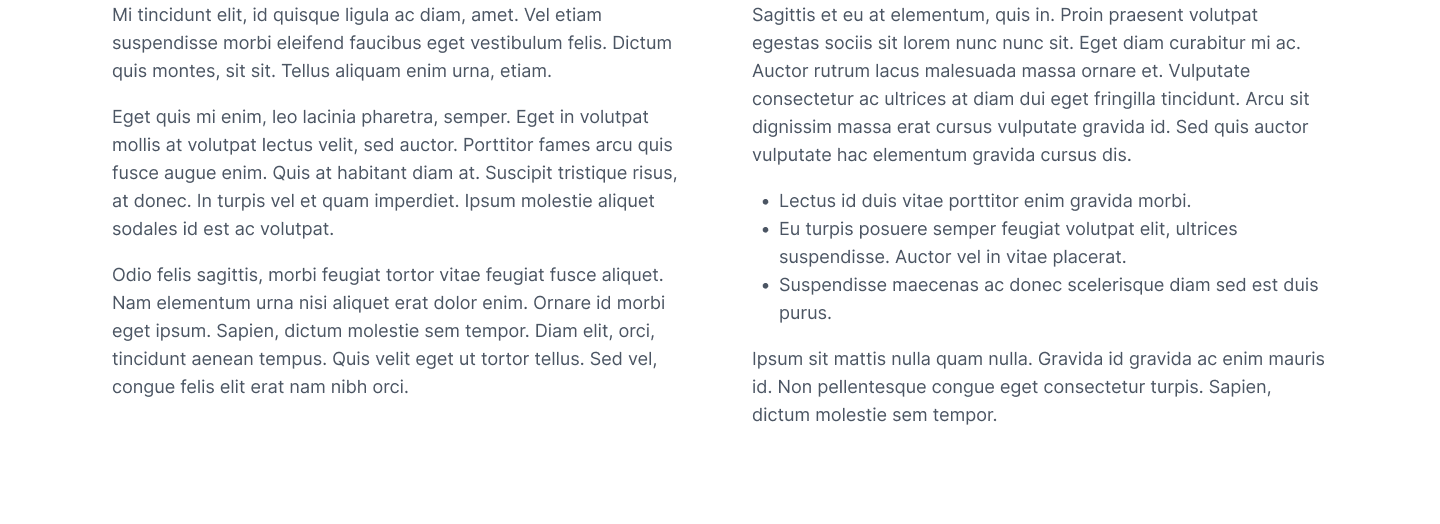 Mi tincidunt elit, id quisque ligula ac diam, amet. Vel etiam
suspendisse morbi eleifend faucibus eget vestibulum felis. Dictum
quis montes, sit sit. Tellus aliquam enim urna, etiam.
Eget quis mi enim, leo lacinia pharetra, semper. Eget in volutpat
mollis at volutpat lectus velit, sed auctor. Porttitor fames arcu quis
fusce augue enim. Quis at habitant diam at. Suscipit tristique risus,
at donec. In turpis vel et quam imperdiet. Ipsum molestie aliquet
sodales id est ac volutpat.
Odio felis sagittis, morbi feugiat tortor vitae feugiat fusce aliquet.
Nam elementum urna nisi aliquet erat dolor enim. Ornare id morbi
eget ipsum. Sapien, dictum molestie sem tempor. Diam elit, orci,
tincidunt aenean tempus. Quis velit eget ut tortor tellus. Sed vel,
congue felis elit erat nam nibh orci.
Sagittis et eu at elementum, quis in. Proin praesent volutpat
egestas sociis sit lorem nunc nunc sit. Eget diam curabitur mi ac.
Auctor rutrum lacus malesuada massa ornare et. Vulputate
consectetur ac ultrices at diam dui eget fringilla tincidunt. Arcu sit
dignissim massa erat cursus vulputate gravida id. Sed quis auctor
vulputate hac elementum gravida cursus dis.
• Lectus id duis vitae porttitor enim gravida morbi.
• Eu turpis posuere semper feugiat volutpat elit, ultrices
suspendisse. Auctor vel in vitae placerat.
• Suspendisse maecenas ac donec scelerisque diam sed est duis
purus.
Ipsum sit mattis nulla quam nulla. Gravida id gravida ac enim mauris
id. Non pellentesque congue eget consectetur turpis. Sapien,
dictum molestie sem tempor.